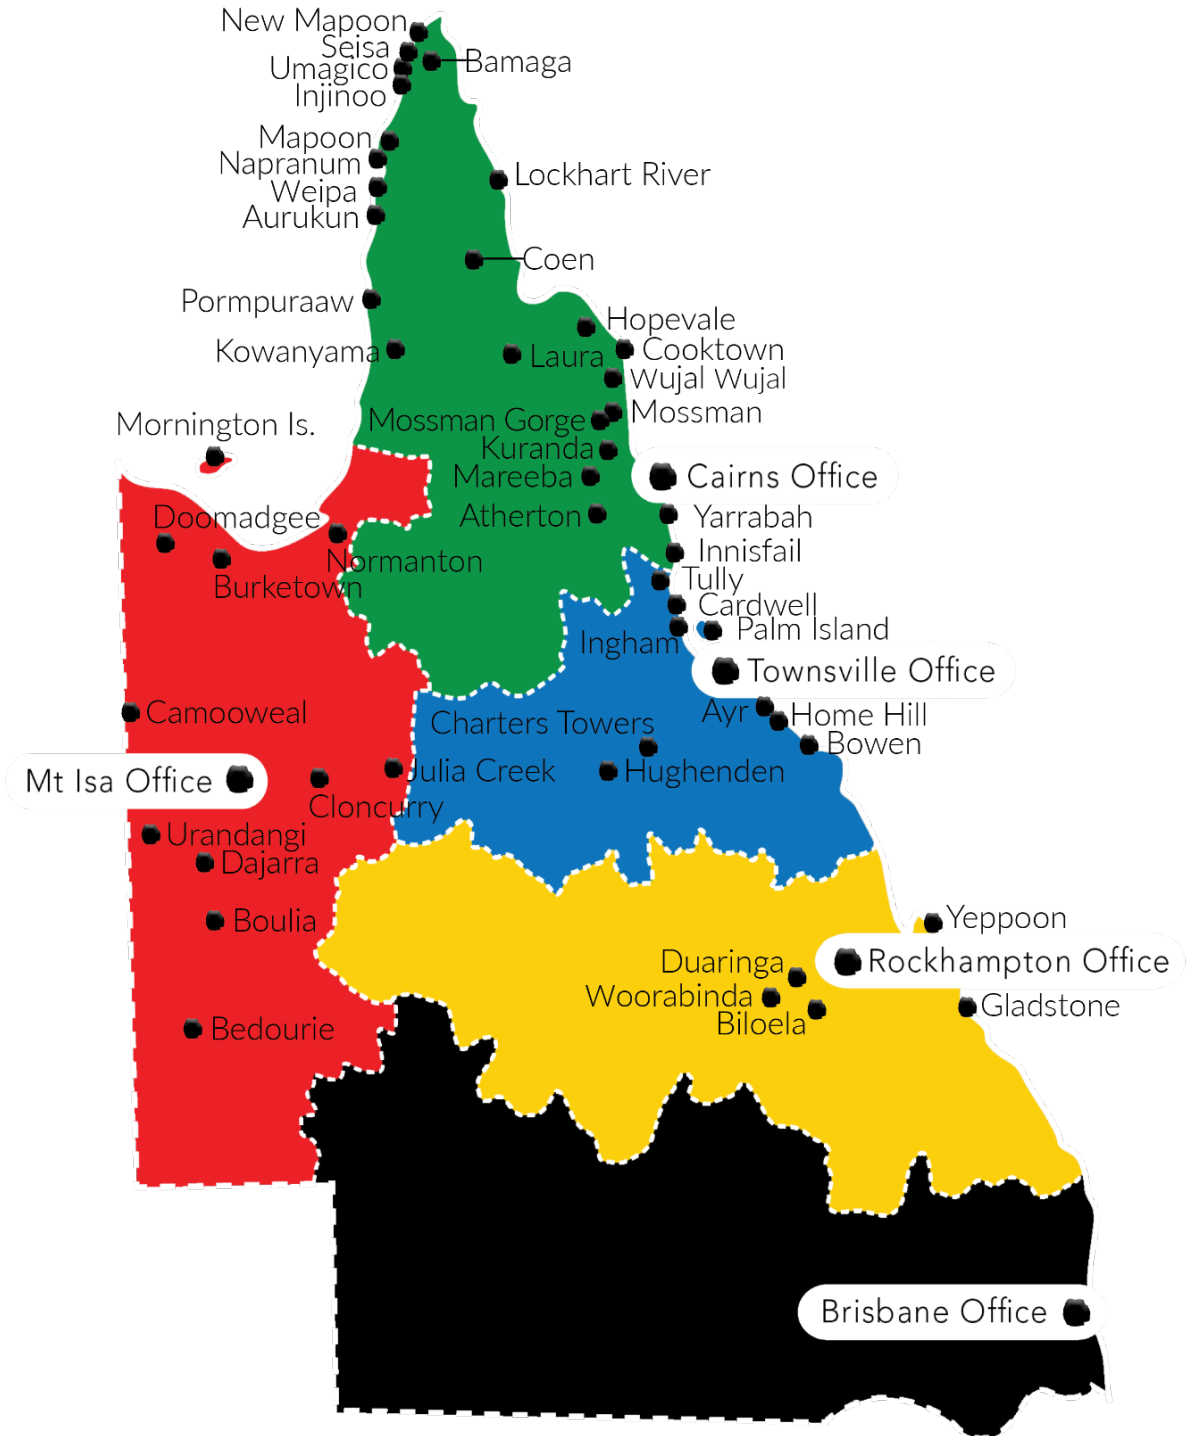 New Mapoon
Seisa
Bamaga
Umagico
Injinoo
Mapoon
Napranum
Lockhart River
Weipa
Aurukun
Coen
Pormpuraaw
Hopevale
Kowanyama
Laura
Cooktown
Wujal Wujal
Mossman
Mossman Gorge
Mornington Is.
Kuranda
Mareeba
Cairns Office
Atherton
Yarrabah
Doomadgee
Innisfail
Normanton
Tully
Burketown
Cardwell
Palm Island
Ingham
Townsville Office
Camooweal
Ayr
Home Hill
Charters Towers
Bowen
Julia Creek
Hughenden
Mt Isa Office
Cloncurry
Urandangi
Dajarra
Boulia
Yeppoon
Duaringa
Rockhampton Office
Woorabinda
Gladstone
Biloela
Bedourie
Brisbane Office